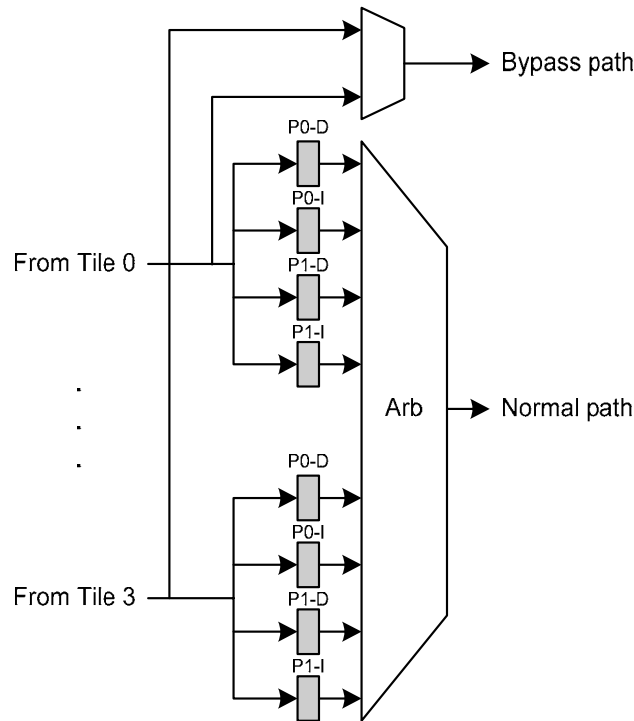 Bypass path
P0-D
P0-I
From Tile 0
P1-D
P1-I
Arb
Normal path
P0-D
P0-I
From Tile 3
P1-D
P1-I